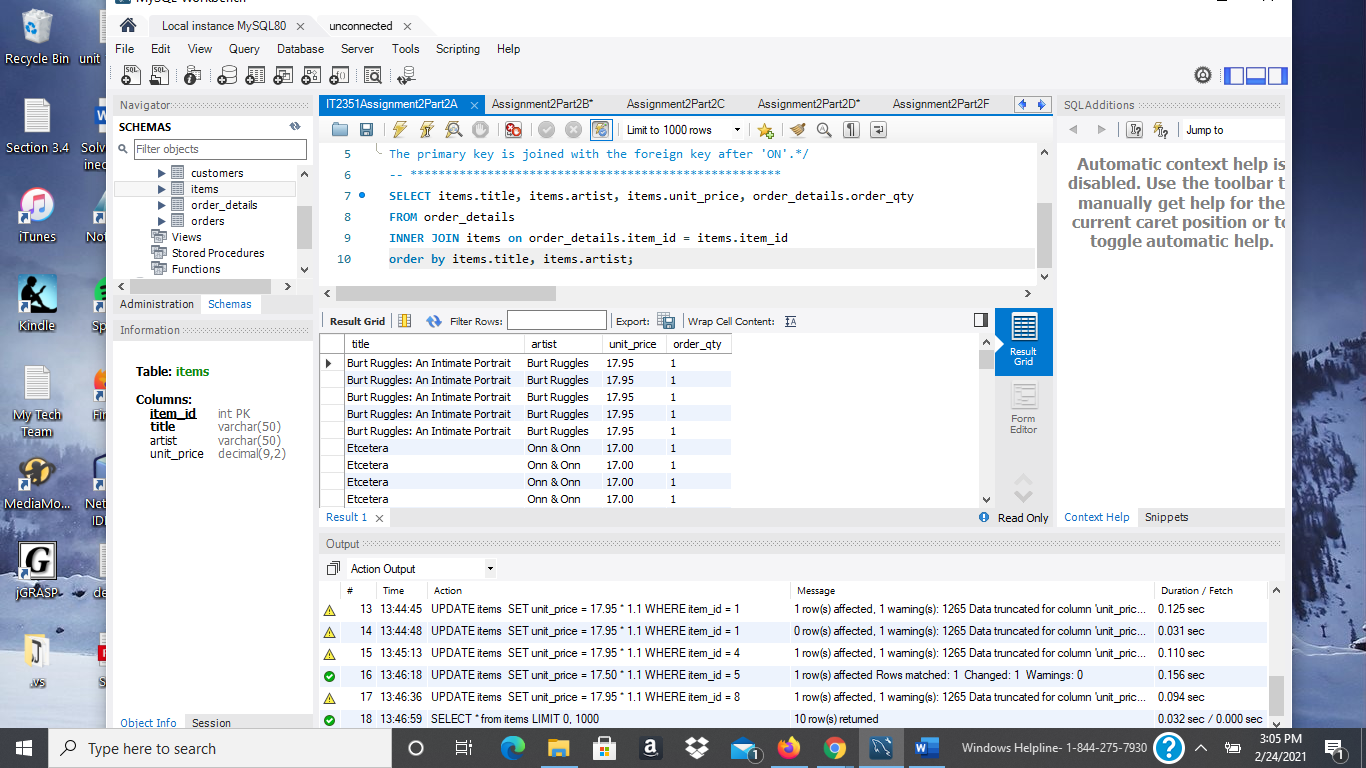 MySQL Workbench
Local instance MySQL80
unconnected
File Edit View Query Database Server Tools Scripting Help
Navigator
SCHEMAS
Filter objects
customers
items
order_details
orders
Views
Stored Procedures
Functions
Administration Schemas
Information
Table: items
Columns:
item_id int PK
title varchar(50)
artist varchar(50)
unit_price decimal(9,2)
Object Info Session
IT2351Assignment2Part2A Assignment2Part2B* Assignment2Part2C Assignment2Part2D* Assignment2Part2F
Limit to 1000 rows
5 The primary key is joined with the foreign key after 'ON'.*/
6 -- *****************************************************
7 SELECT items.title, items.artist, items.unit_price, order_details.order_qty
8 FROM order_details
9 INNER JOIN items on order_details.item_id = items.item_id
10 order by items.title, items.artist;
Result Grid Filter Rows: Export: Wrap Cell Content: IA
title artist unit_price order_qty
Burt Ruggles: An Intimate Portrait Burt Ruggles 17.95 1
Burt Ruggles: An Intimate Portrait Burt Ruggles 17.95 1
Burt Ruggles: An Intimate Portrait Burt Ruggles 17.95 1
Burt Ruggles: An Intimate Portrait Burt Ruggles 17.95 1
Burt Ruggles: An Intimate Portrait Burt Ruggles 17.95 1
Etcetera Onn & Onn 17.00 1
Etcetera Onn & Onn 17.00 1
Etcetera Onn & Onn 17.00 1
Etcetera Onn & Onn 17.00 1
Result 1
Read Only
Result
Grid
Form
Editor
SQLAdditions
Jump to
Automatic context help is
disabled. Use the toolbar t
manually get help for the
current caret position or to
toggle automatic help.
Context Help Snippets
Output
Action Output
# Time Action Message Duration / Fetch
13 13:44:45 UPDATE items SET unit_price = 17.95 * 1.1 WHERE item_id = 1 1 row(s) affected, 1 warning(s): 1265 Data truncated for column 'unit_pric... 0.125 sec
14 13:44:48 UPDATE items SET unit_price = 17.95 * 1.1 WHERE item_id = 1 0 row(s) affected, 1 warning(s): 1265 Data truncated for column 'unit_pric... 0.031 sec
15 13:45:13 UPDATE items SET unit_price = 17.95 * 1.1 WHERE item_id = 4 1 row(s) affected, 1 warning(s): 1265 Data truncated for column 'unit_pric... 0.110 sec
16 13:46:18 UPDATE items SET unit_price = 17.50 * 1.1 WHERE item_id = 5 1 row(s) affected Rows matched: 1 Changed: 1 Warnings: 0 0.156 sec
17 13:46:36 UPDATE items SET unit_price = 17.95 * 1.1 WHERE item_id = 8 1 row(s) affected, 1 warning(s): 1265 Data truncated for column 'unit_pric... 0.094 sec
18 13:46:59 SELECT * from items LIMIT 0, 1000 10 row(s) returned 0.032 sec / 0.000 sec
Recycle Bin
unit
Section 3.4
Solv
inec
iTunes
Not
Kindle
Sp
My Tech
Team
Fir
MediaMo...
Net
ID
jGRASP
de
.vs
S
Type here to search
Windows Helpline- 1-844-275-7930
3:05 PM
2/24/2021